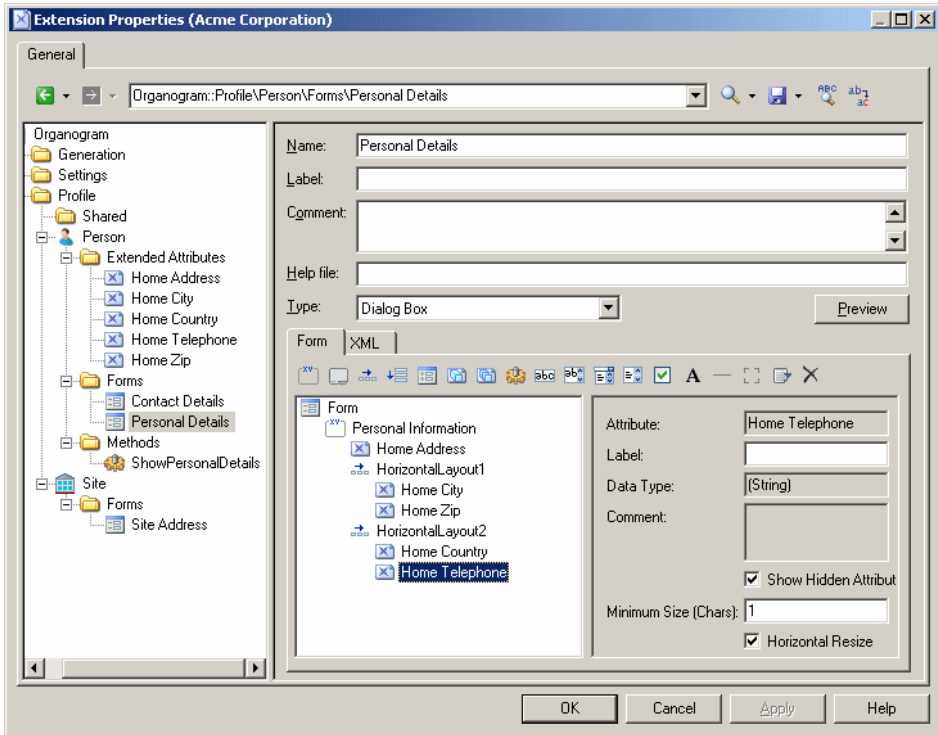 Extension Properties (Acme Corporation)
General
Organogram::Profile\Person\Forms\Personal Details
Organogram
Generation
Settings
Profile
Shared
Person
Extended Attributes
Home Address
Home City
Home Country
Home Telephone
Home Zip
Forms
Contact Details
Personal Details
Methods
ShowPersonalDetails
Site
Forms
Site Address
Name: Personal Details
Label:
Comment:
Help file:
Type: Dialog Box
Preview
Form XML
Form
Personal Information
Home Address
HorizontalLayout1
Home City
Home Zip
HorizontalLayout2
Home Country
Home Telephone
Attribute: Home Telephone
Label:
Data Type: (String)
Comment:
Show Hidden Attribut
Minimum Size (Chars): 1
Horizontal Resize
OK Cancel Apply Help